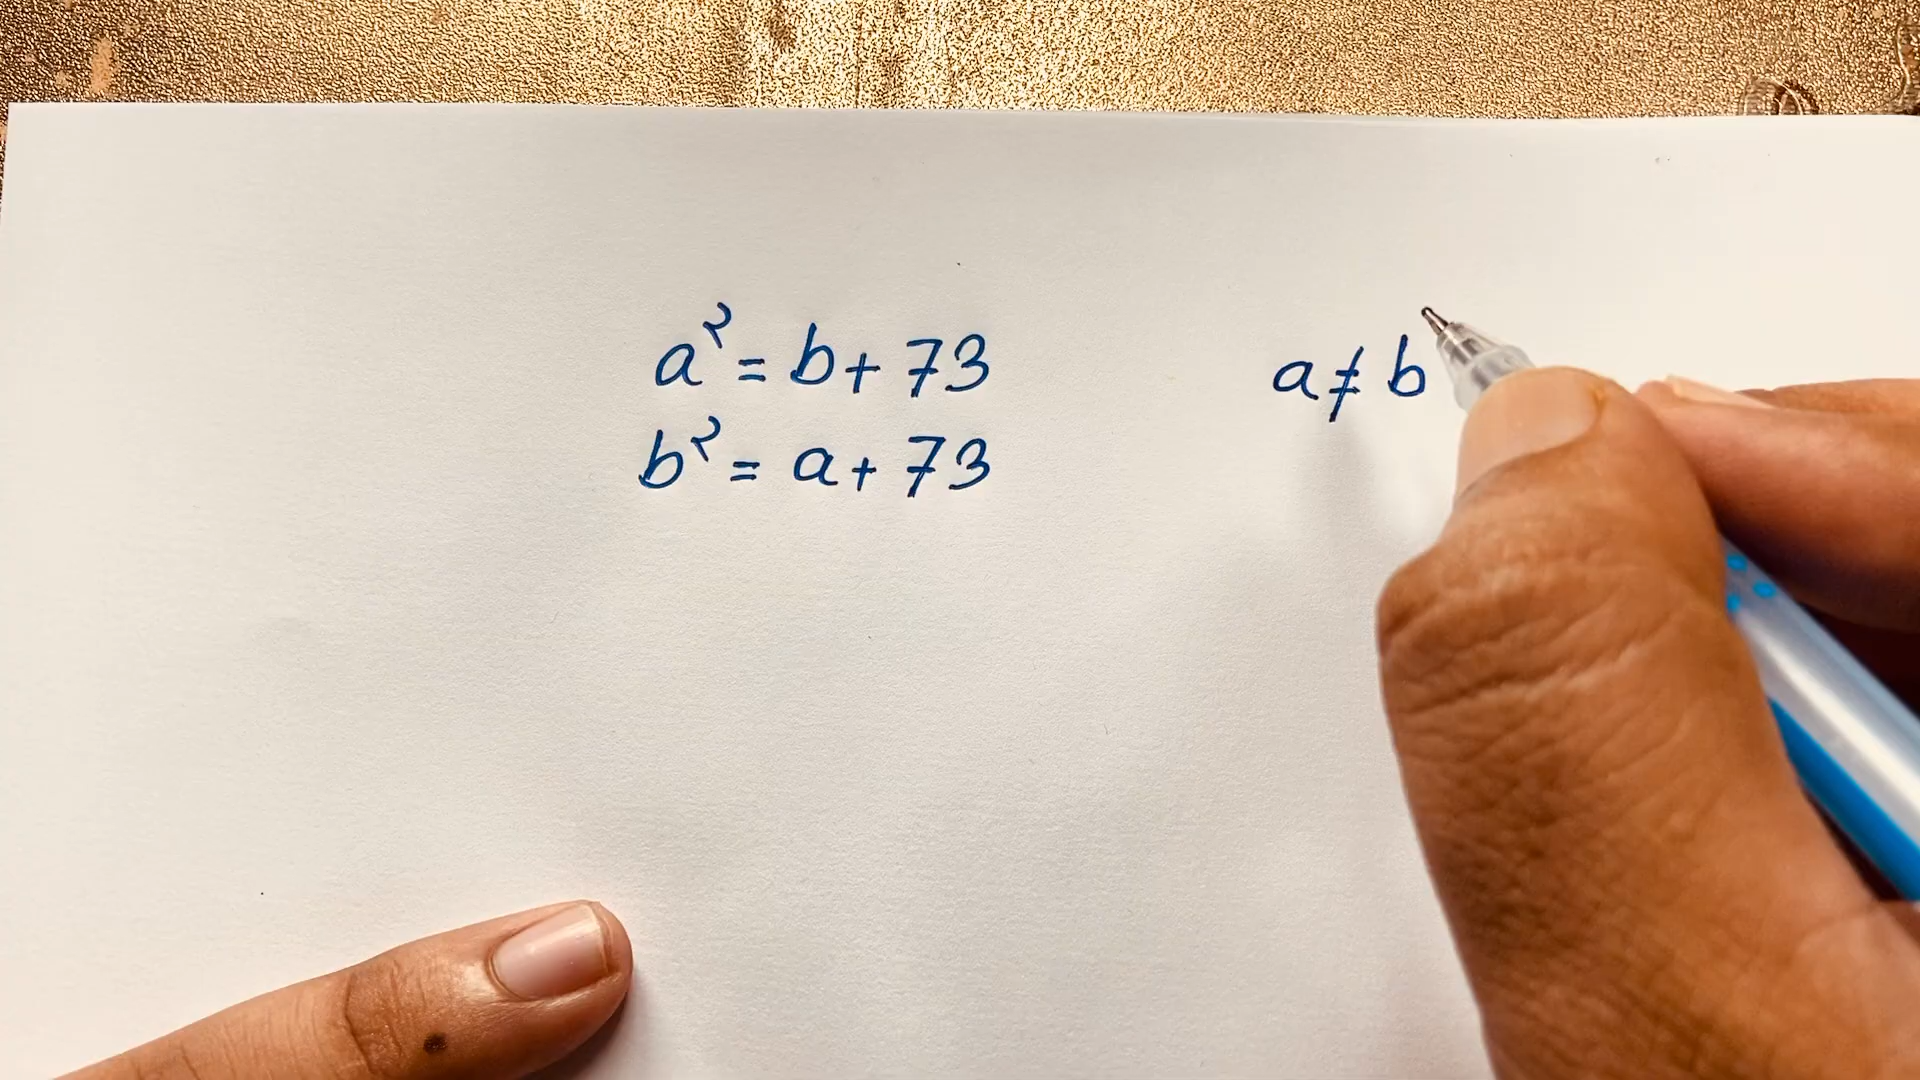 a² = b + 73
a ≠ b
b² = a + 73